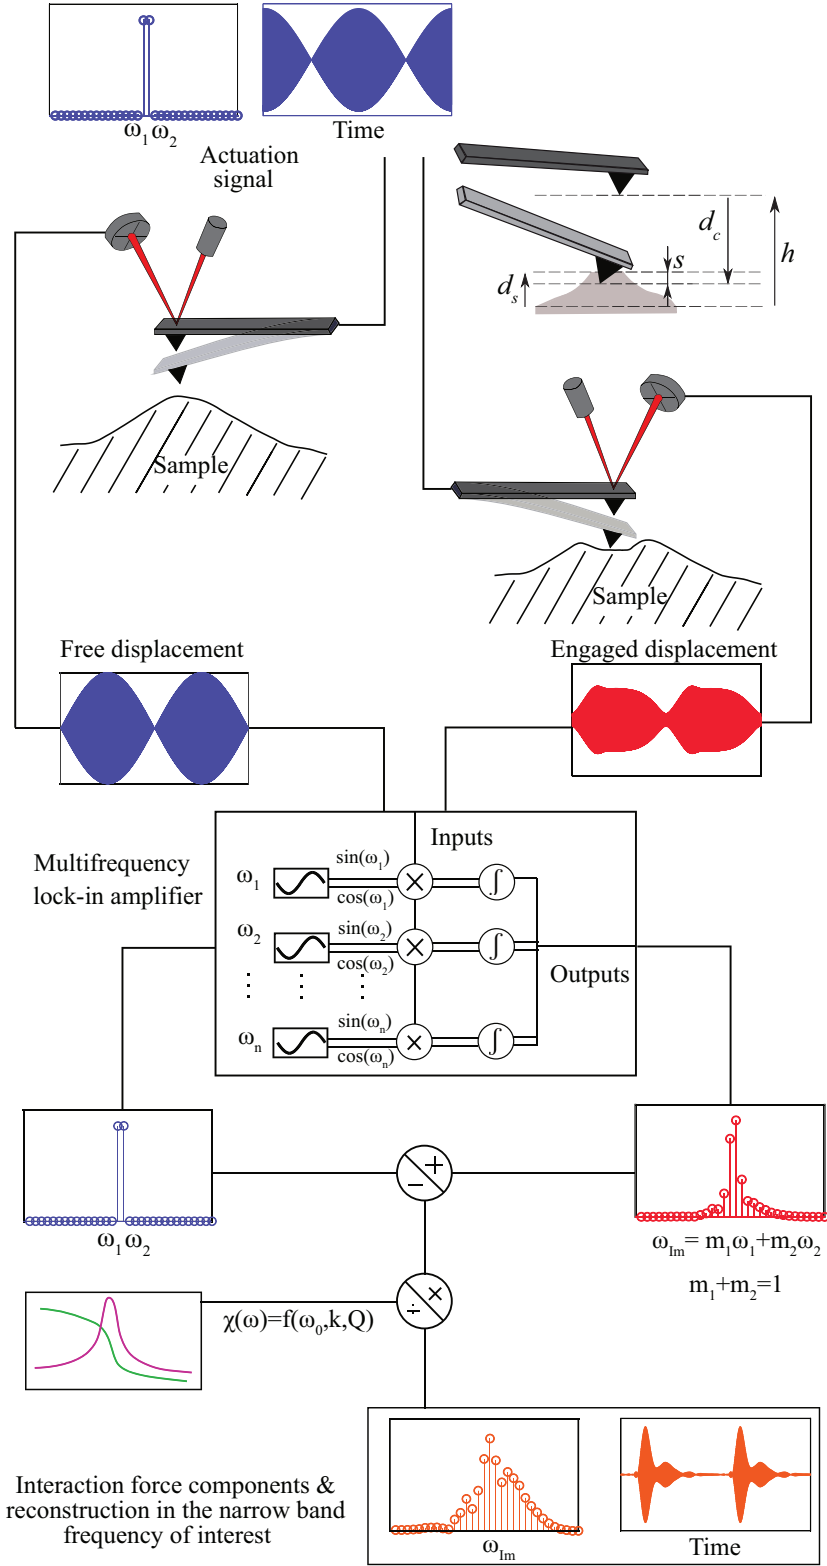 ω1 ω2
Time
Actuation
signal
dc
h
s
ds
Sample
Sample
Free displacement
Engaged displacement
Multifrequency
lock-in amplifier
Inputs
ω1
sin(ω1)
cos(ω1)
∫
ω2
sin(ω2)
cos(ω2)
∫
Outputs
ωn
sin(ωn)
cos(ωn)
∫
ω1 ω2
ωIm= m1ω1+m2ω2
m1+m2=1
χ(ω)=f(ω0,k,Q)
Interaction force components &
reconstruction in the narrow band
frequency of interest
ωIm
Time